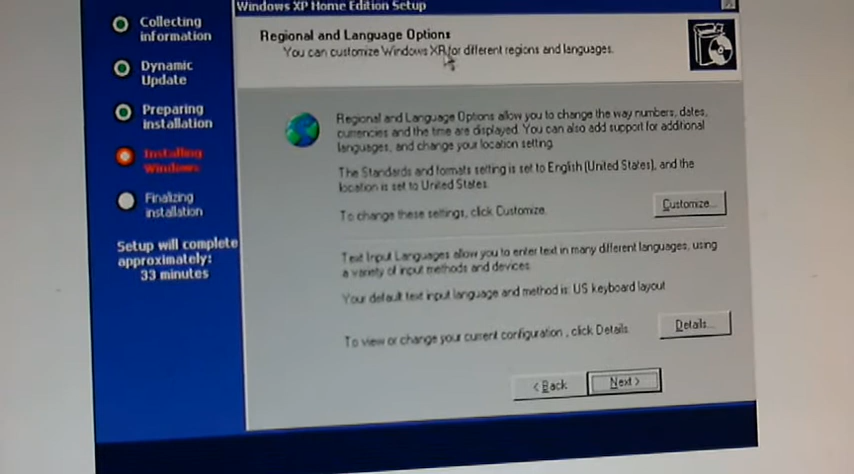 Windows XP Home Edition Setup
Collecting
information
Dynamic
Update
Preparing
installation
Installing
Windows
Finalizing
installation
Setup will complete
approximately:
33 minutes
Regional and Language Options
You can customize Windows XP for different regions and languages.
Regional and Language Options allow you to change the way numbers, dates,
currencies and the time are displayed. You can also add support for additional
languages, and change your location setting.
The Standards and formats setting is set to English (United States), and the
location is set to United States.
To change these settings, click Customize.
Customize...
Text Input Languages allow you to enter text in many different languages, using
a variety of input methods and devices.
Your default text input language and method is: US keyboard layout
To view or change your current configuration , click Details.
Details...
< Back
Next >